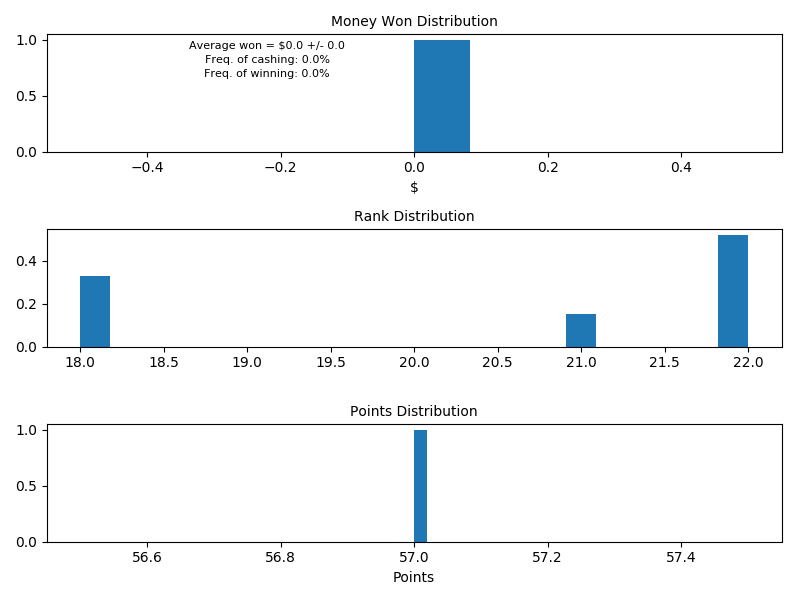 Money Won Distribution
Average won = $0.0 +/- 0.0
Freq. of cashing: 0.0%
Freq. of winning: 0.0%
1.0
0.5
0.0
−0.4 −0.2 0.0 0.2 0.4
$
Rank Distribution
0.4
0.2
0.0
18.0 18.5 19.0 19.5 20.0 20.5 21.0 21.5 22.0
Points Distribution
1.0
0.5
0.0
56.6 56.8 57.0 57.2 57.4
Points